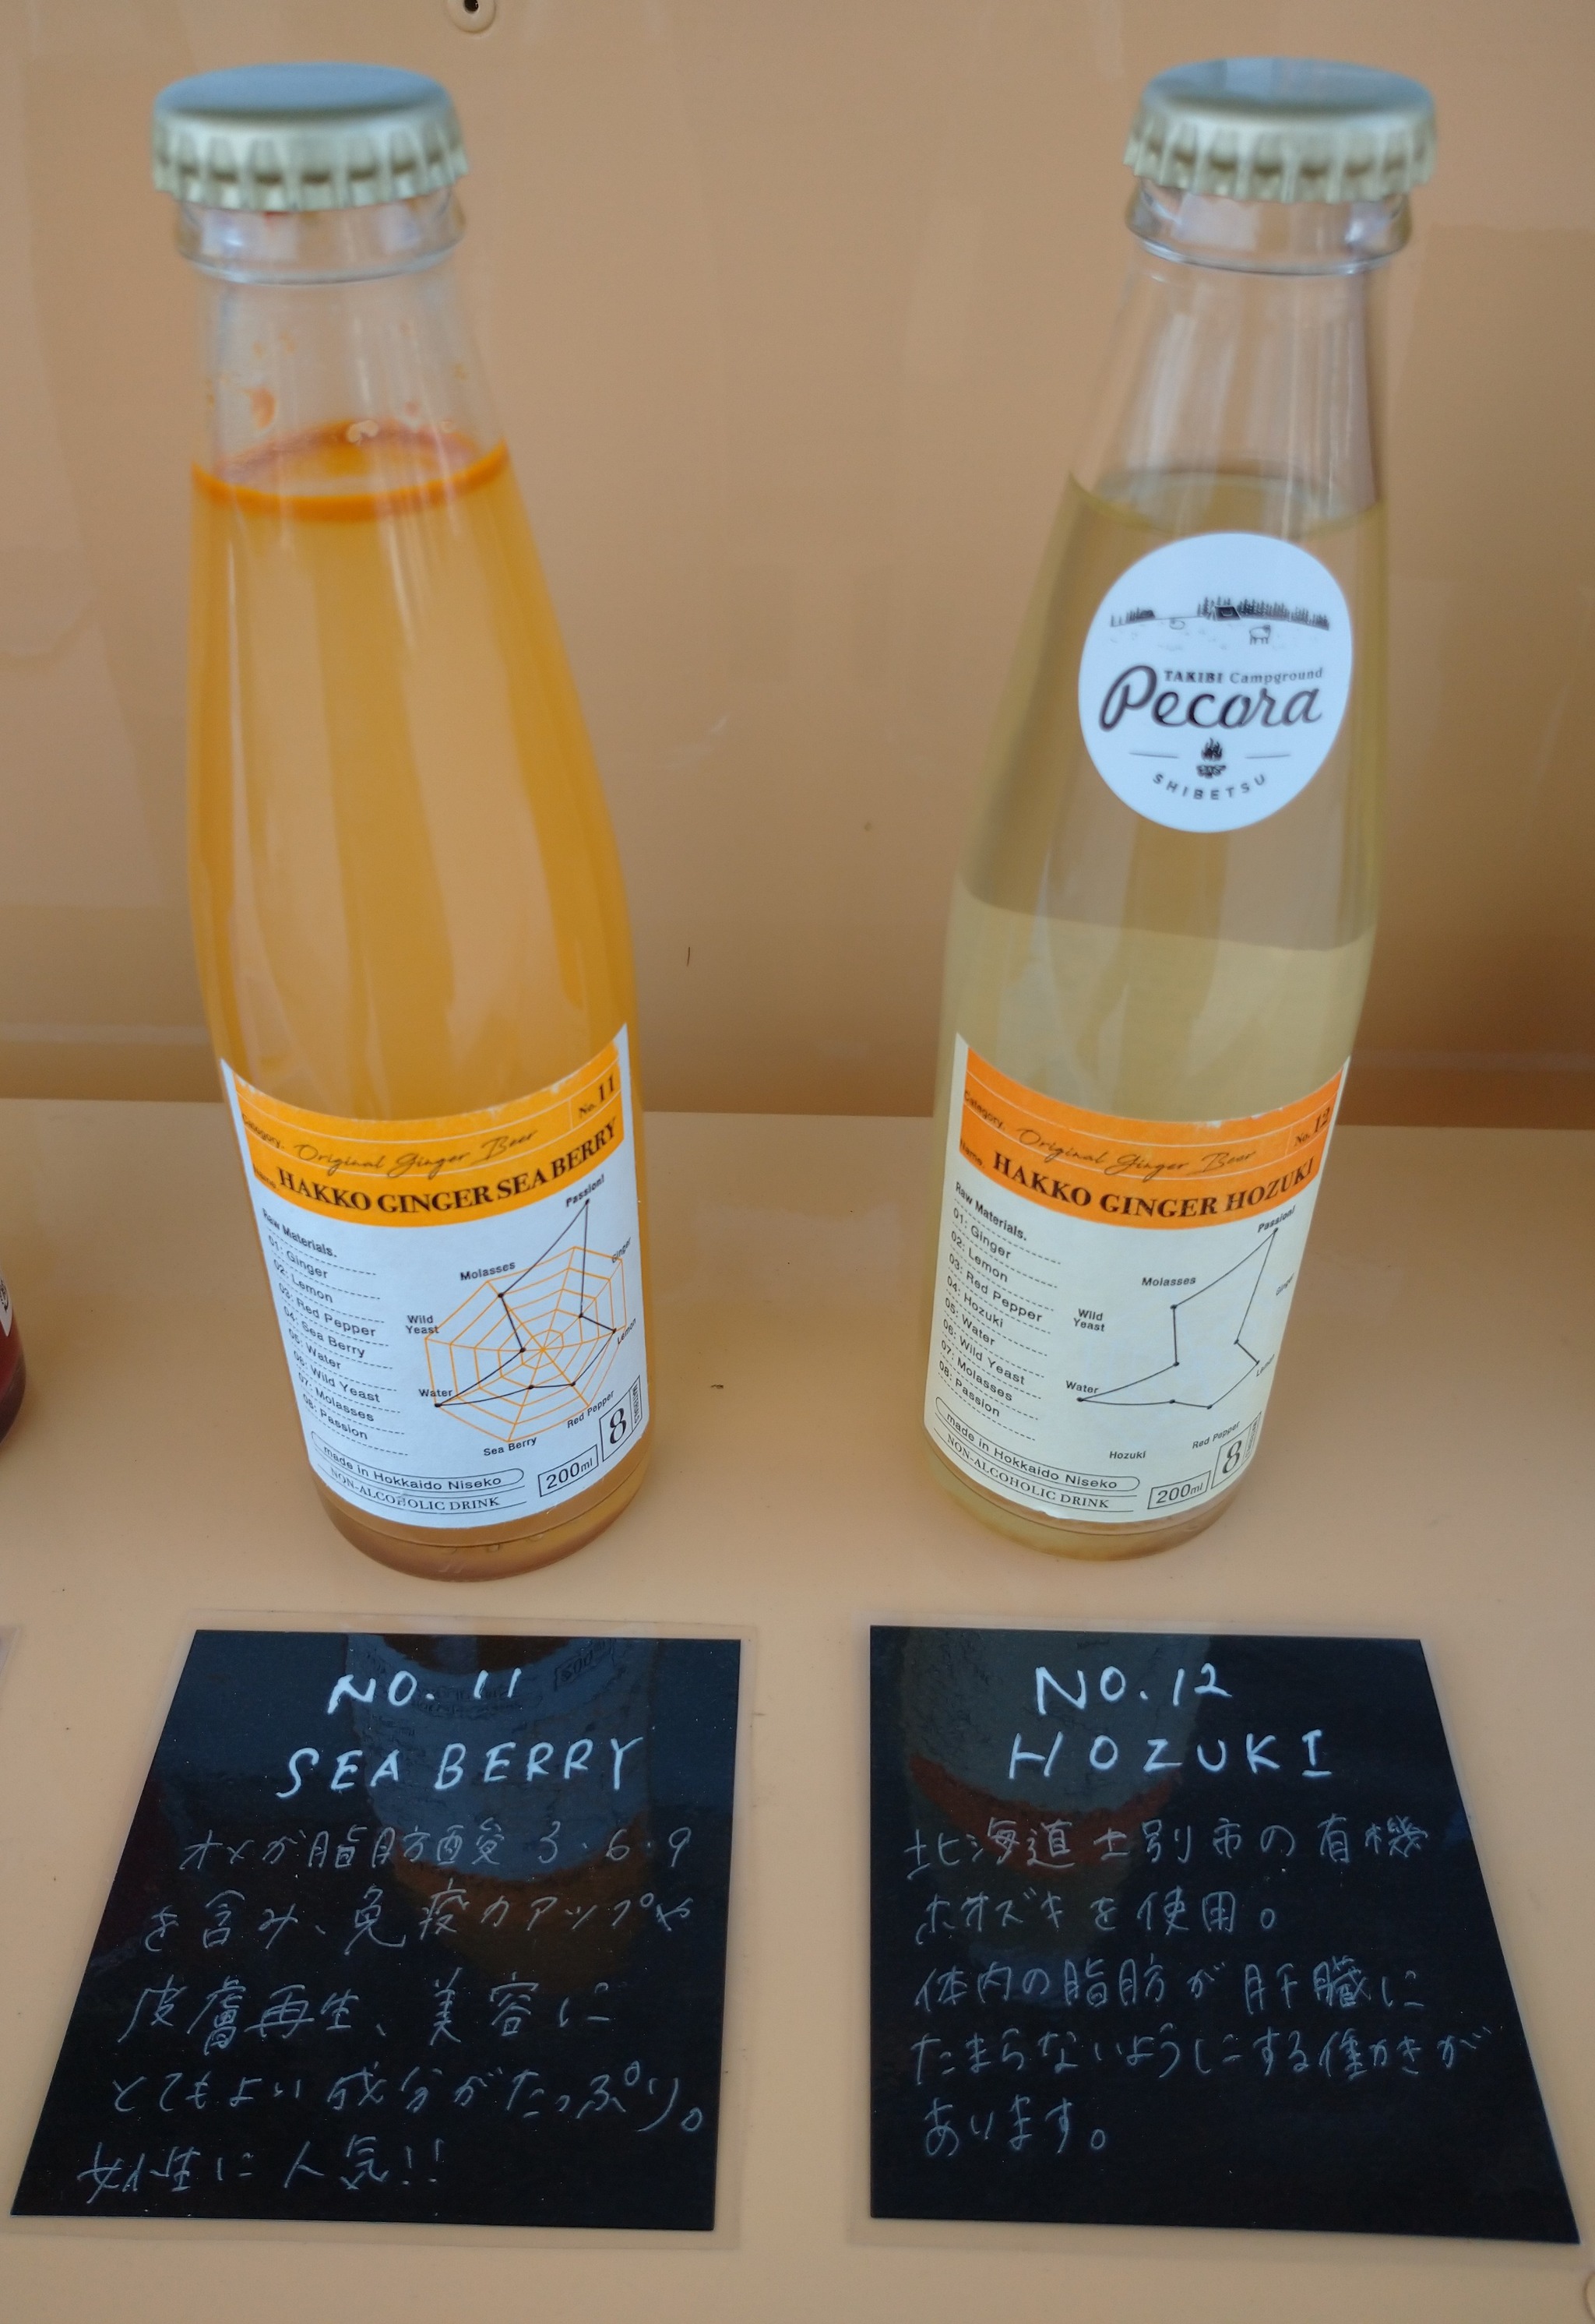 No. 11
Category. Original Ginger Beer
Name HAKKO GINGER SEA BERRY
Raw Materials.
01: Ginger
02: Lemon
03: Red Pepper
04: Sea Berry
05: Water
06: Wild Yeast
07: Molasses
08: Passion
Passion!
Ginger
Lemon
Red Pepper
Sea Berry
Water
Wild
Yeast
Molasses
made in Hokkaido Niseko
NON-ALCOHOLIC DRINK
200ml
8
TAKIBI Campground
Pecora
SHIBETSU
No. 12
Category. Original Ginger Beer
Name HAKKO GINGER HOZUKI
Raw Materials.
01: Ginger
02: Lemon
03: Red Pepper
04: Hozuki
05: Water
06: Wild Yeast
07: Molasses
08: Passion
Passion!
Ginger
Lemon
Red Pepper
Hozuki
Water
Wild
Yeast
Molasses
made in Hokkaido Niseko
NON-ALCOHOLIC DRINK
200ml
8
NO. 11
SEA BERRY
オメガ脂肪酸 3・6・9
を含み、免疫力アップや
皮膚再生、美容に
とてもよい成分がたっぷり。
女性に人気!!
NO. 12
HOZUKI
北海道士別市の有機
ホオズキを使用。
体内の脂肪が肝臓に
たまらないようにする働きが
あります。